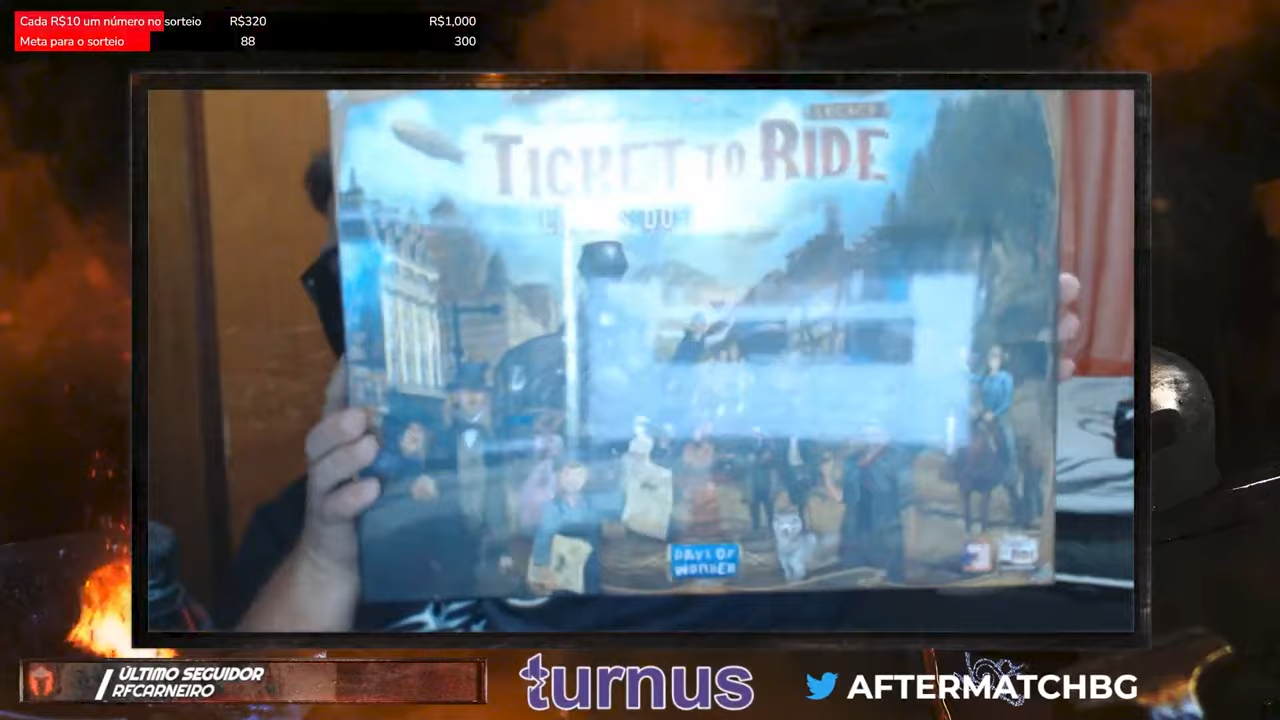 Cada R$10 um número no sorteio R$320 R$1,000
Meta para o sorteio 88 300
LEGACY
TICKET TO RIDE
DAYS OF
WONDER
ÚLTIMO SEGUIDOR
RFCARNEIRO
turnus
AFTERMATCHBG